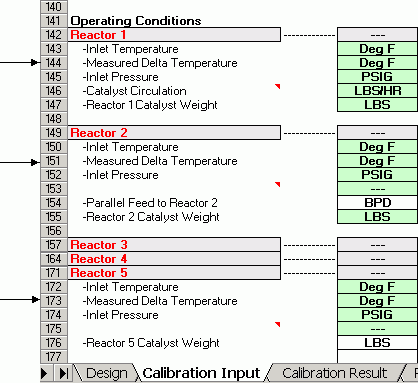 140
141 Operating Conditions
142 Reactor 1 ---------- ---
143 -Inlet Temperature Deg F
144 -Measured Delta Temperature Deg F
145 -Inlet Pressure PSIG
146 -Catalyst Circulation LBS/HR
147 -Reactor 1 Catalyst Weight LBS
148
149 Reactor 2 ---------- ---
150 -Inlet Temperature Deg F
151 -Measured Delta Temperature Deg F
152 -Inlet Pressure PSIG
153 ---
154 -Parallel Feed to Reactor 2 BPD
155 -Reactor 2 Catalyst Weight LBS
156
157 Reactor 3 ---------- ---
164 Reactor 4 ---------- ---
171 Reactor 5 ---------- ---
172 -Inlet Temperature Deg F
173 -Measured Delta Temperature Deg F
174 -Inlet Pressure PSIG
175 ---
176 -Reactor 5 Catalyst Weight LBS
177
Design Calibration Input Calibration Result